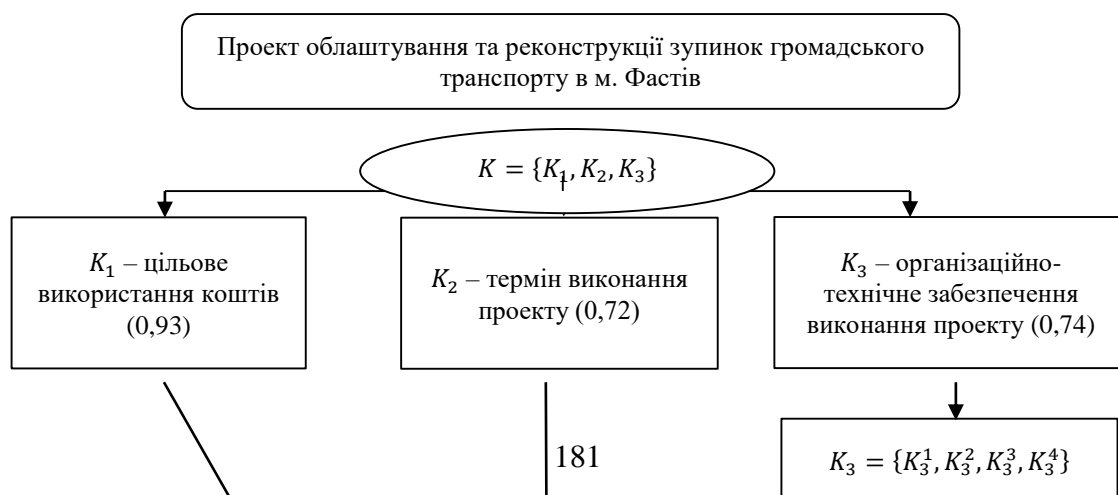 Проект облаштування та реконструкції зупинок громадського
транспорту в м. Фастів
K = {K₁, K₂, K₃}
K₁ – цільове
використання коштів
(0,93)
K₂ – термін виконання
проекту (0,72)
K₃ – організаційно-
технічне забезпечення
виконання проекту (0,74)
181
K₃ = {K₃¹, K₃², K₃³, K₃⁴}